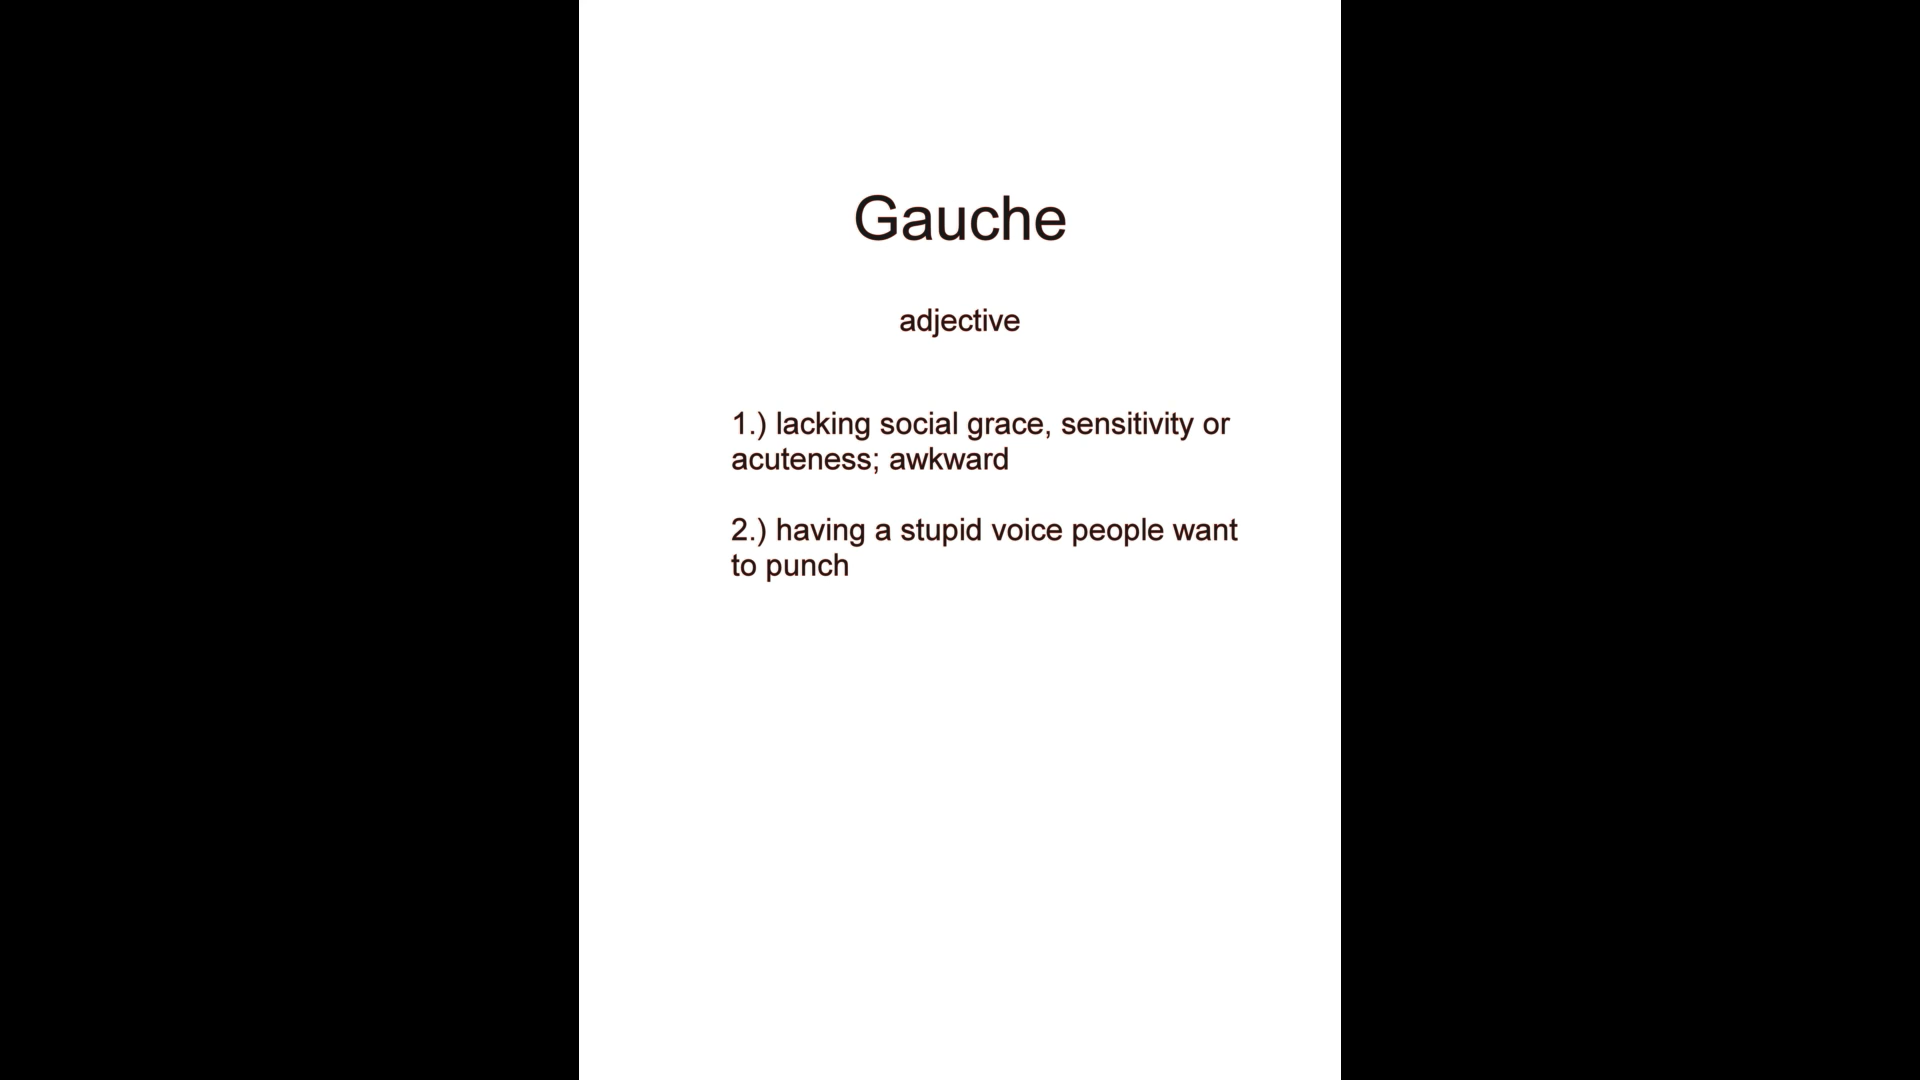 Gauche
adjective
1.) lacking social grace, sensitivity or
acuteness; awkward
2.) having a stupid voice people want
to punch